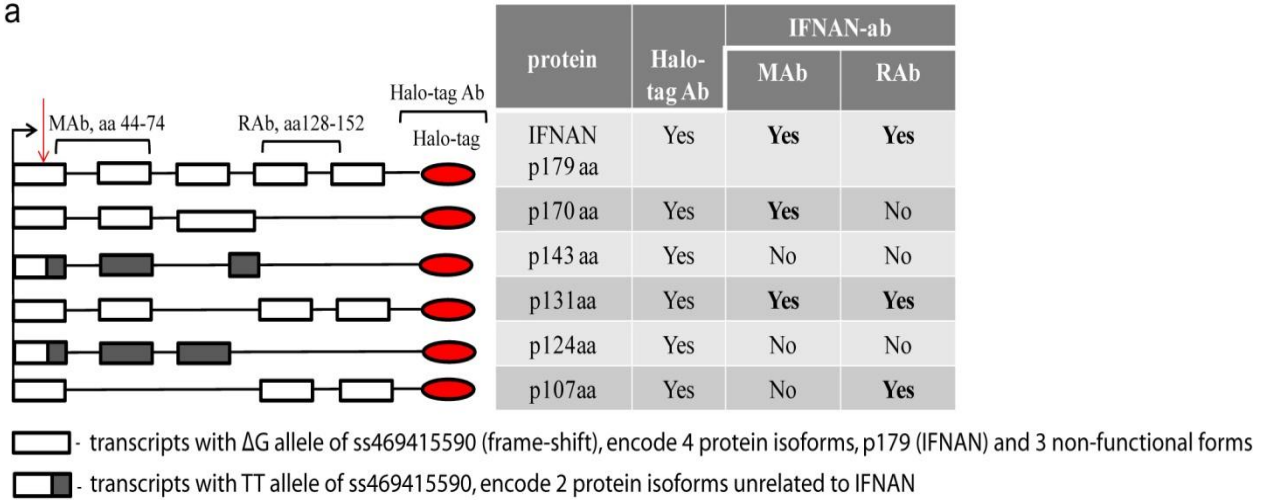 a
MAb, aa 44-74
RAb, aa128-152
Halo-tag Ab
Halo-tag
protein
Halo-
tag Ab
IFNAN-ab
MAb
RAb
IFNAN
p179 aa
Yes
Yes
Yes
p170 aa
Yes
Yes
No
p143 aa
Yes
No
No
p131aa
Yes
Yes
Yes
p124aa
Yes
No
No
p107aa
Yes
No
Yes
- transcripts with ΔG allele of ss469415590 (frame-shift), encode 4 protein isoforms, p179 (IFNAN) and 3 non-functional forms
- transcripts with TT allele of ss469415590, encode 2 protein isoforms unrelated to IFNAN